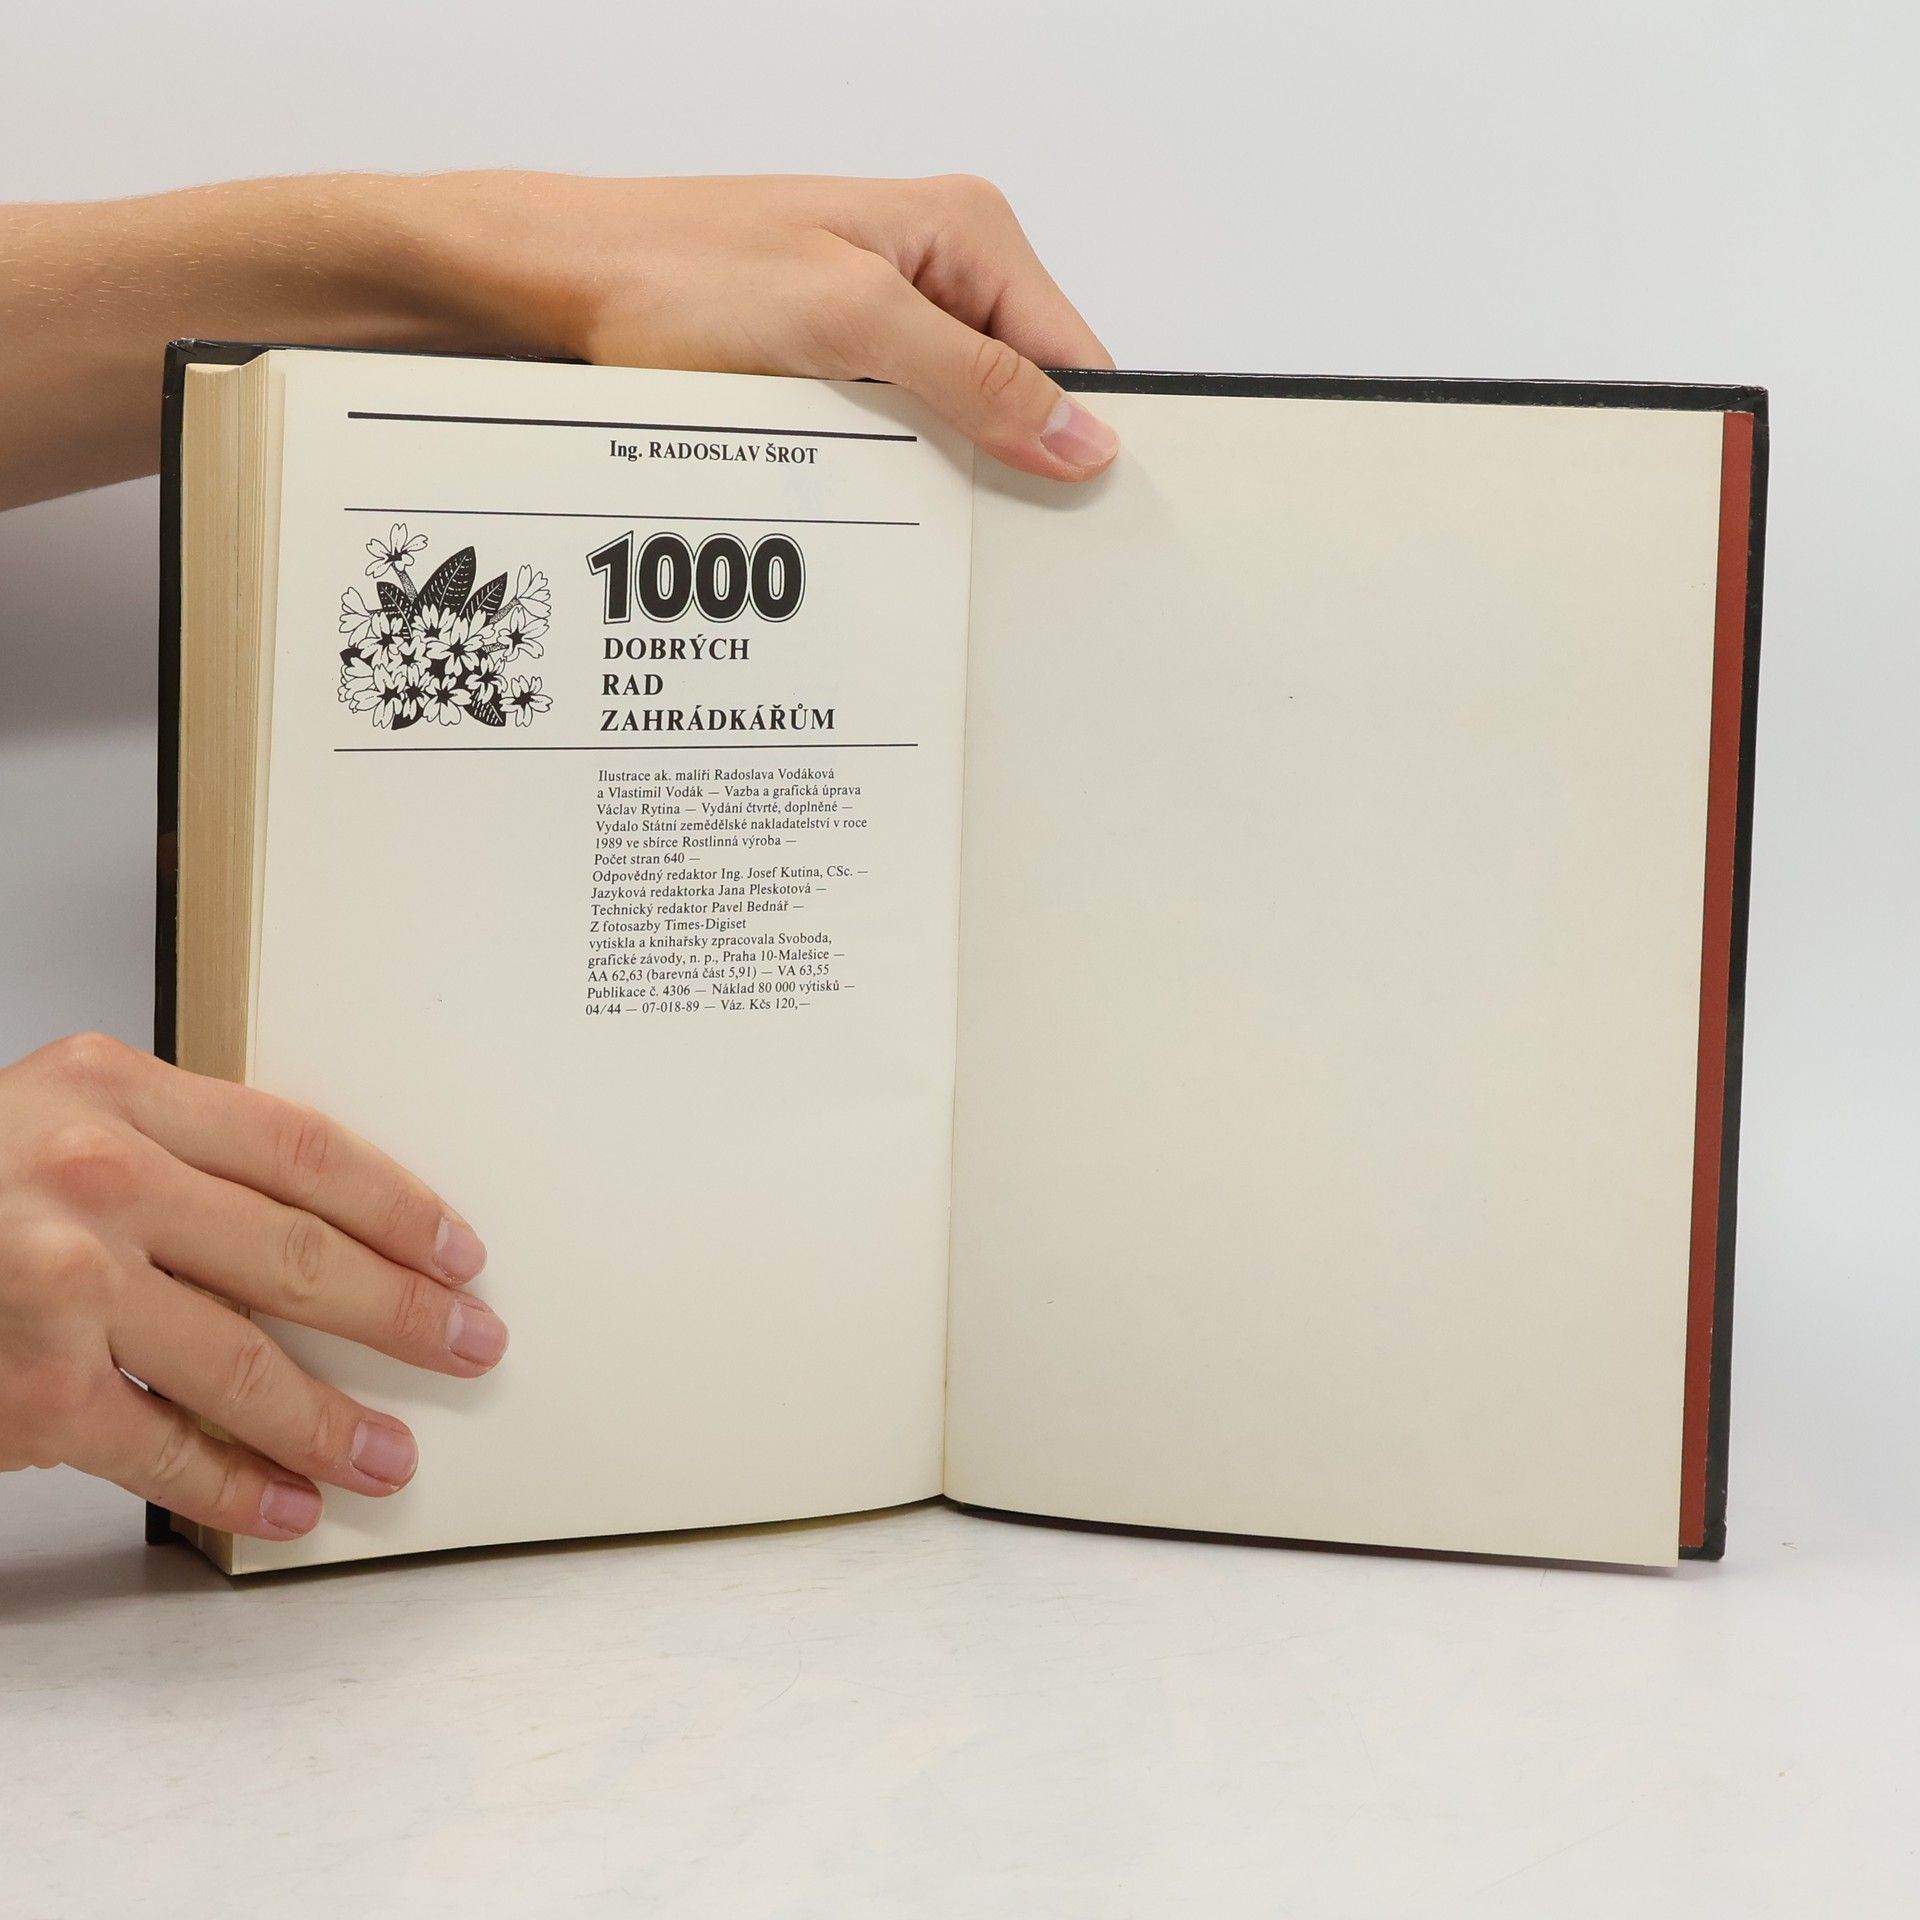 Ing. RADOSLAV ŠROT
1000
DOBRÝCH
RAD
ZAHRÁDKÁŘŮM
Ilustrace ak. malíři Radoslava Vodáková
a Vlastimil Vodák — Vazba a grafická úprava
Václav Rytina — Vydání čtvrté, doplněné —
Vydalo Státní zemědělské nakladatelství v roce
1989 ve sbírce Rostlinná výroba —
Počet stran 640 —
Odpovědný redaktor Ing. Josef Kutina, CSc. —
Jazyková redaktorka Jana Pleskotová —
Technický redaktor Pavel Bednář —
Z fotosazby Times-Digiset
vytiskla a knihařsky zpracovala Svoboda,
grafické závody, n. p., Praha 10-Malešice —
AA 62,63 (barevná část 5,91) — VA 63,55
Publikace č. 4306 — Náklad 80 000 výtisků —
04/44 — 07-018-89 — Váz. Kčs 120,—